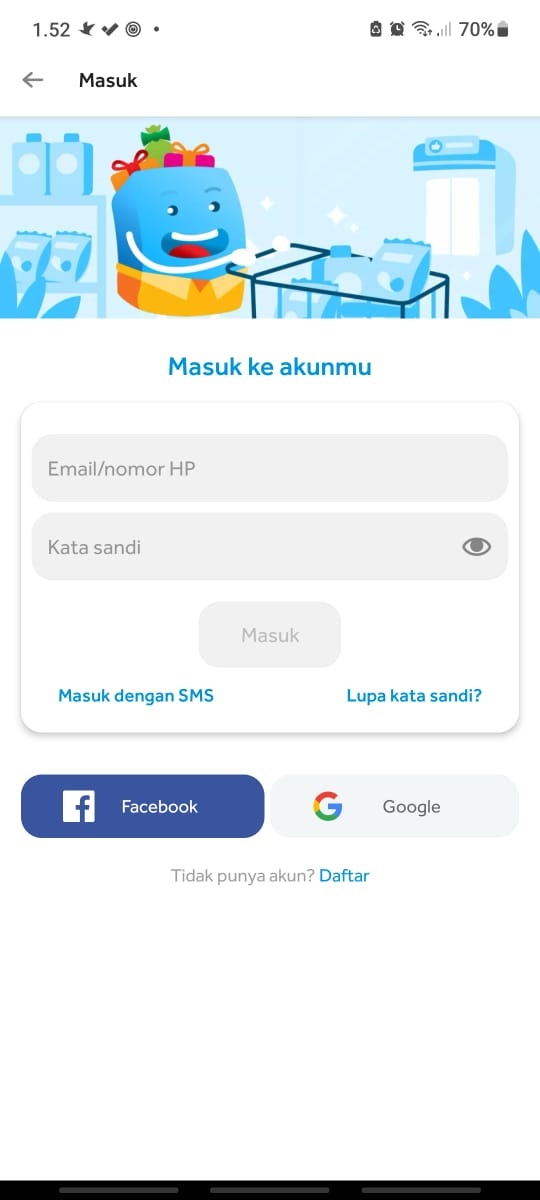 1.52 70%
Masuk
Masuk ke akunmu
Email/nomor HP
Kata sandi
Masuk
Masuk dengan SMS Lupa kata sandi?
Facebook Google
Tidak punya akun? Daftar